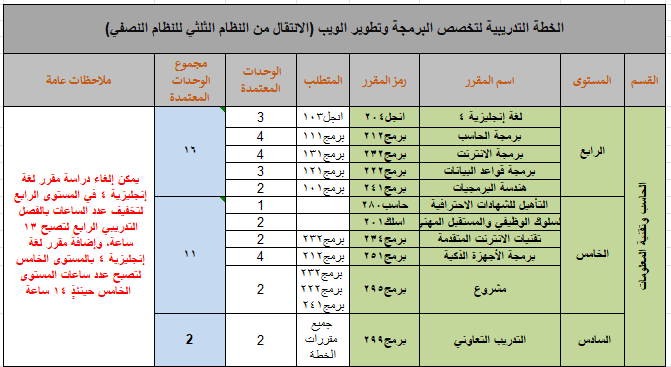 الخطة التدريبية لتخصص البرمجة وتطوير الويب (الانتقال من النظام الثلثي للنظام النصفي)
القسم المستوى اسم المقرر رمز المقرر المتطلب الوحدات المعتمدة مجموع الوحدات المعتمدة ملاحظات عامة
الحاسب وتقنية المعلومات
الرابع
لغة إنجليزية ٤ انجل٢٠٤ انجل١٠٣ 3
برمجة الحاسب برمج٢١٢ برمج١١١ 4
برمجة الانترنت برمج٢٣٢ برمج١٣١ 4
برمجة قواعد البيانات برمج٢٢٢ برمج١٢١ 3
هندسة البرمجيات برمج٢٤١ برمج١٠١ 2
١٦
الخامس
التأهيل للشهادات الاحترافية حاسب٢٨٠ 1
لسلوك الوظيفي والمستقبل المهني اسلك٢٠١ 2
تقنيات الانترنت المتقدمة برمج٢٣٤ برمج٢٣٢ 2
برمجة الأجهزة الذكية برمج٢٥١ برمج٢١٢ 4
مشروع برمج٢٩٥ برمج٢٣٢ برمج٢٢٢ برمج٢٤١ 2
١١
السادس
التدريب التعاوني برمج٢٩٩ جميع مقررات الخطة 2
2
يمكن إلغاء دراسة مقرر لغة
إنجليزية ٤ في المستوى الرابع
لتخفيف عدد الساعات بالفصل
التدريبي الرابع لتصبح ١٣
ساعة، وإضافة مقرر لغة
إنجليزية ٤ بالمستوى الخامس
لتصبح عدد ساعات المستوى
الخامس حينئذٍ ١٤ ساعة